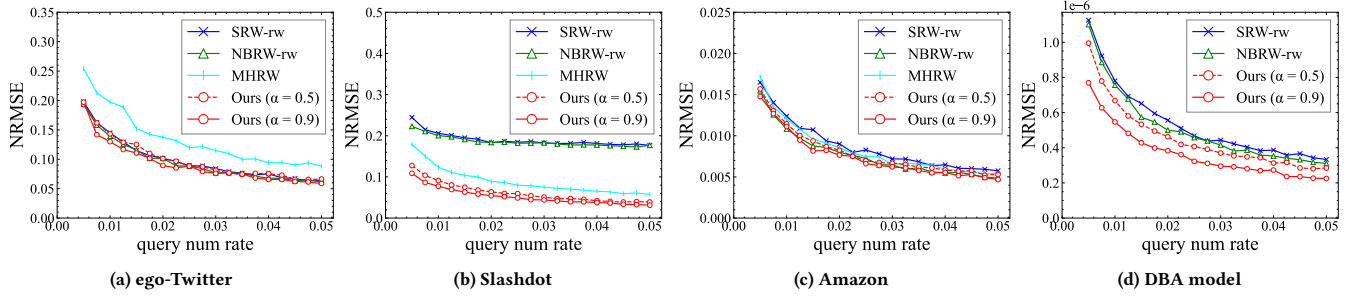 0.35
0.30
0.25
0.20
0.15
0.10
0.05
0.00
NRMSE
0.00 0.01 0.02 0.03 0.04 0.05
query num rate
SRW-rw
NBRW-rw
MHRW
Ours (α = 0.5)
Ours (α = 0.9)
(a) ego-Twitter
0.5
0.4
0.3
0.2
0.1
0.0
NRMSE
0.00 0.01 0.02 0.03 0.04 0.05
query num rate
SRW-rw
NBRW-rw
MHRW
Ours (α = 0.5)
Ours (α = 0.9)
(b) Slashdot
0.025
0.020
0.015
0.010
0.005
0.000
NRMSE
0.00 0.01 0.02 0.03 0.04 0.05
query num rate
SRW-rw
NBRW-rw
MHRW
Ours (α = 0.5)
Ours (α = 0.9)
(c) Amazon
1e−6
1.0
0.8
0.6
0.4
0.2
0.0
NRMSE
0.00 0.01 0.02 0.03 0.04 0.05
query num rate
SRW-rw
NBRW-rw
Ours (α = 0.5)
Ours (α = 0.9)
(d) DBA model